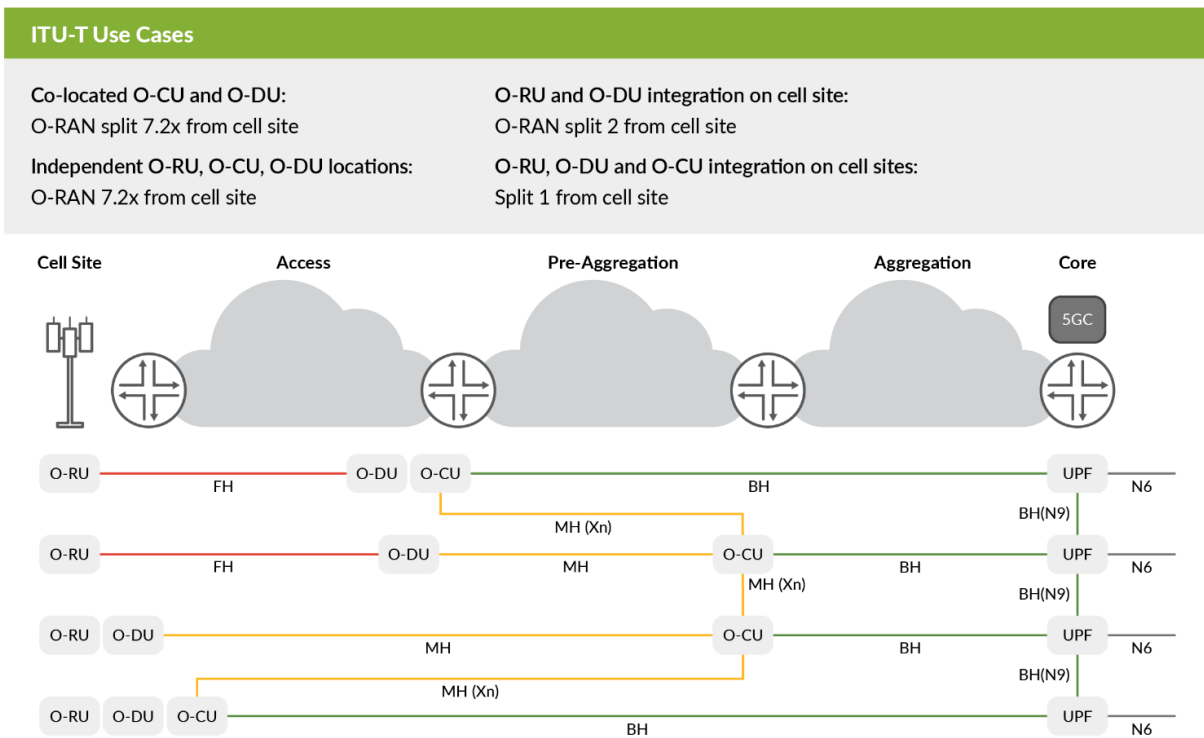 ITU-T Use Cases
Co-located O-CU and O-DU:
O-RAN split 7.2x from cell site
Independent O-RU, O-CU, O-DU locations:
O-RAN 7.2x from cell site
O-RU and O-DU integration on cell site:
O-RAN split 2 from cell site
O-RU, O-DU and O-CU integration on cell sites:
Split 1 from cell site
Cell Site Access Pre-Aggregation Aggregation Core
5GC
O-RU O-DU O-CU UPF
FH BH N6
MH (Xn) BH(N9)
O-RU O-DU O-CU UPF
FH MH BH N6
MH (Xn) BH(N9)
O-RU O-DU O-CU UPF
MH BH N6
MH (Xn) BH(N9)
O-RU O-DU O-CU UPF
BH N6